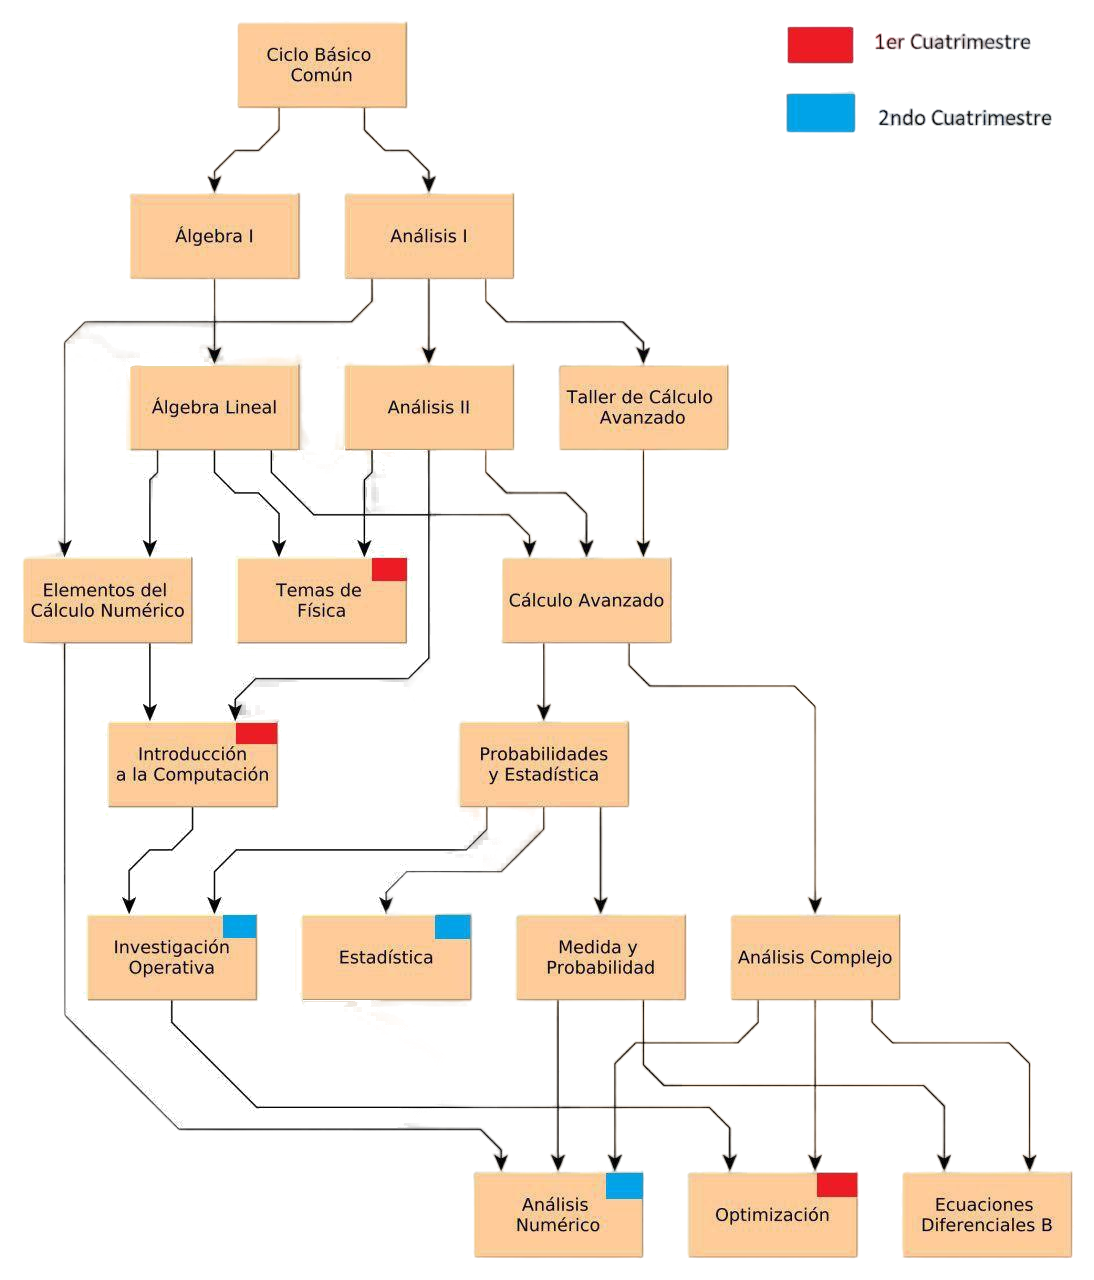 Ciclo Básico
Común
1er Cuatrimestre
2ndo Cuatrimestre
Álgebra I
Análisis I
Álgebra Lineal
Análisis II
Taller de Cálculo
Avanzado
Elementos del
Cálculo Numérico
Temas de
Física
Cálculo Avanzado
Introducción
a la Computación
Probabilidades
y Estadística
Investigación
Operativa
Estadística
Medida y
Probabilidad
Análisis Complejo
Análisis
Numérico
Optimización
Ecuaciones
Diferenciales B